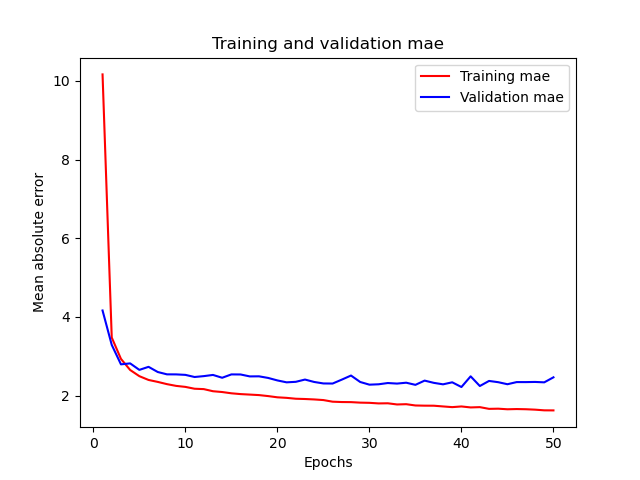 Training and validation mae
Training mae
Validation mae
Mean absolute error
10
8
6
4
2
0 10 20 30 40 50
Epochs